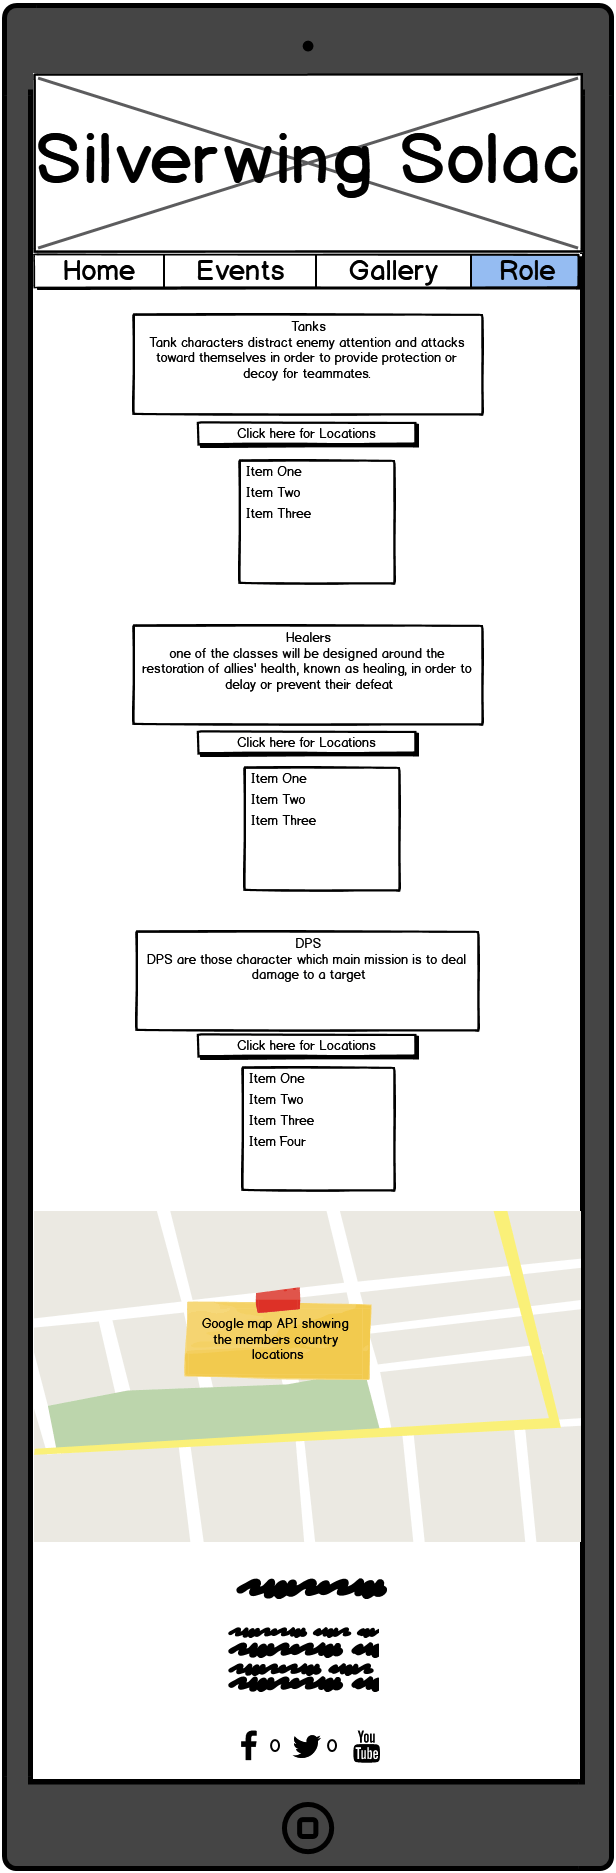 Silverwing Solac
Home Events Gallery Role
Tanks
Tank characters distract enemy attention and attacks
toward themselves in order to provide protection or
decoy for teammates.
Click here for Locations
Item One
Item Two
Item Three
Healers
one of the classes will be designed around the
restoration of allies' health, known as healing, in order to
delay or prevent their defeat
Click here for Locations
Item One
Item Two
Item Three
DPS
DPS are those character which main mission is to deal
damage to a target
Click here for Locations
Item One
Item Two
Item Three
Item Four
Google map API showing
the members country
locations
f 0 0 You
Tube